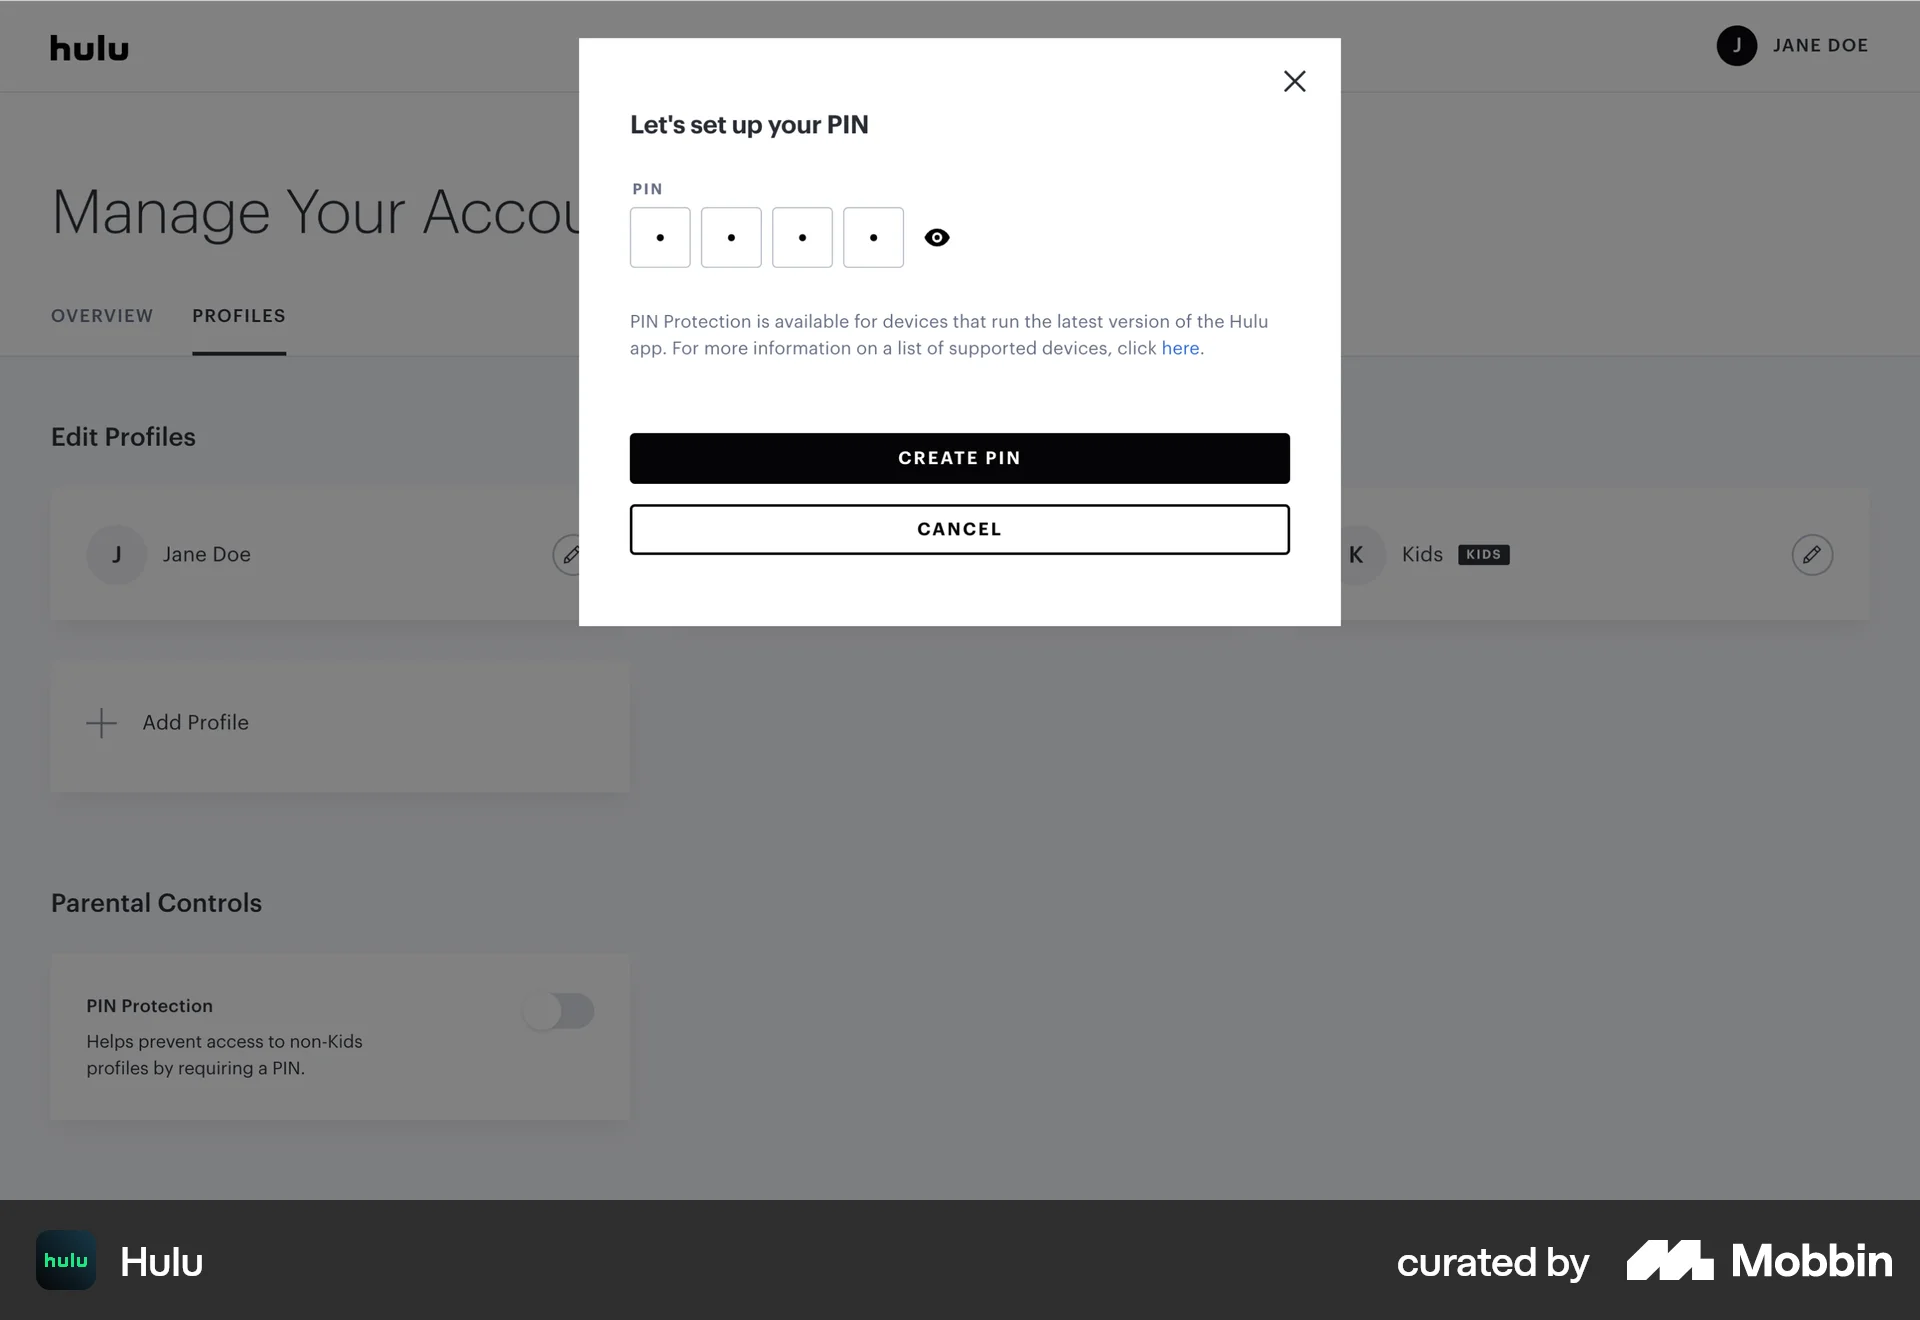 hulu
J JANE DOE
Let's set up your PIN
PIN
Manage Your Accou
OVERVIEW PROFILES
PIN Protection is available for devices that run the latest version of the Hulu
app. For more information on a list of supported devices, click here.
CREATE PIN
CANCEL
Edit Profiles
J Jane Doe
K Kids KIDS
Add Profile
Parental Controls
PIN Protection
Helps prevent access to non-Kids
profiles by requiring a PIN.
hulu Hulu
curated by Mobbin